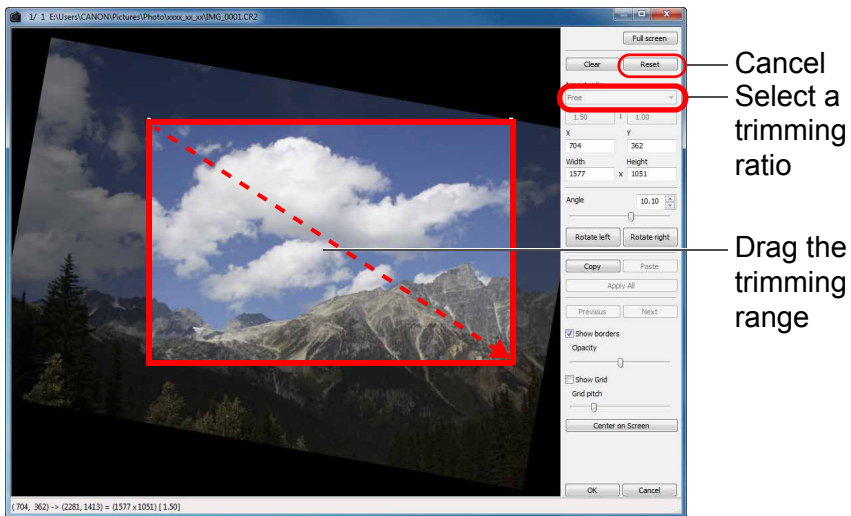 1/ 1 E:\Users\CANON\Pictures\Photo\xxxx_xx_xx\IMG_0001.CR2
Full screen
Clear Reset
Free
1.50 : 1.00
X Y
704 362
Width Height
1577 x 1051
Angle 10.10
Rotate left Rotate right
Copy Paste
Apply All
Previous Next
Show borders
Opacity
Show Grid
Grid pitch
Center on Screen
OK Cancel
(704, 362) -> (2281, 1413) = (1577 x 1051) [ 1.50]
Cancel
Select a
trimming
ratio
Drag the
trimming
range